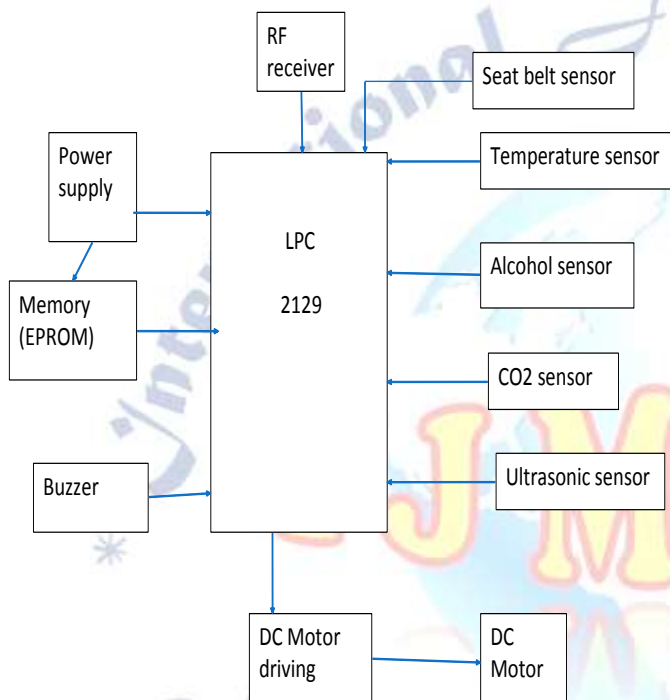 RF
receiver
Seat belt sensor
Power
supply
Temperature sensor
LPC
2129
Alcohol sensor
Memory
(EPROM)
CO2 sensor
Buzzer
Ultrasonic sensor
DC Motor
driving
DC
Motor